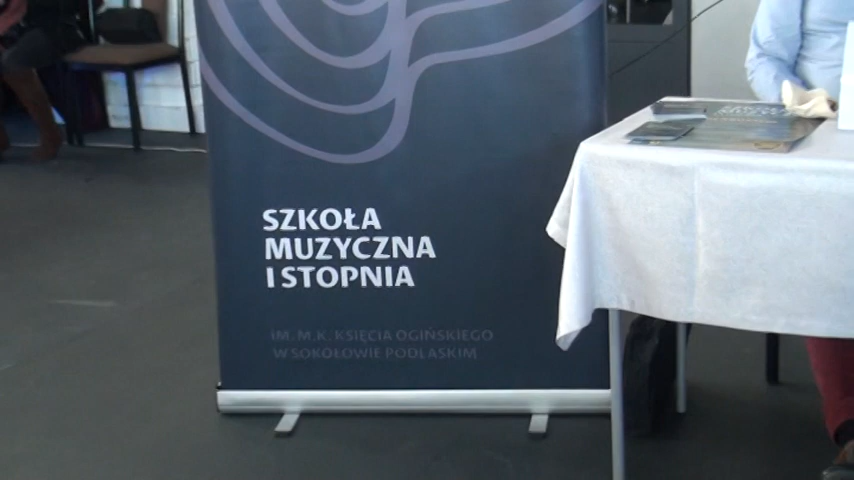 SZKOŁA
MUZYCZNA
I STOPNIA
IM. M.K. KSIĘCIA OGIŃSKIEGO
W SOKOŁOWIE PODLASKIM